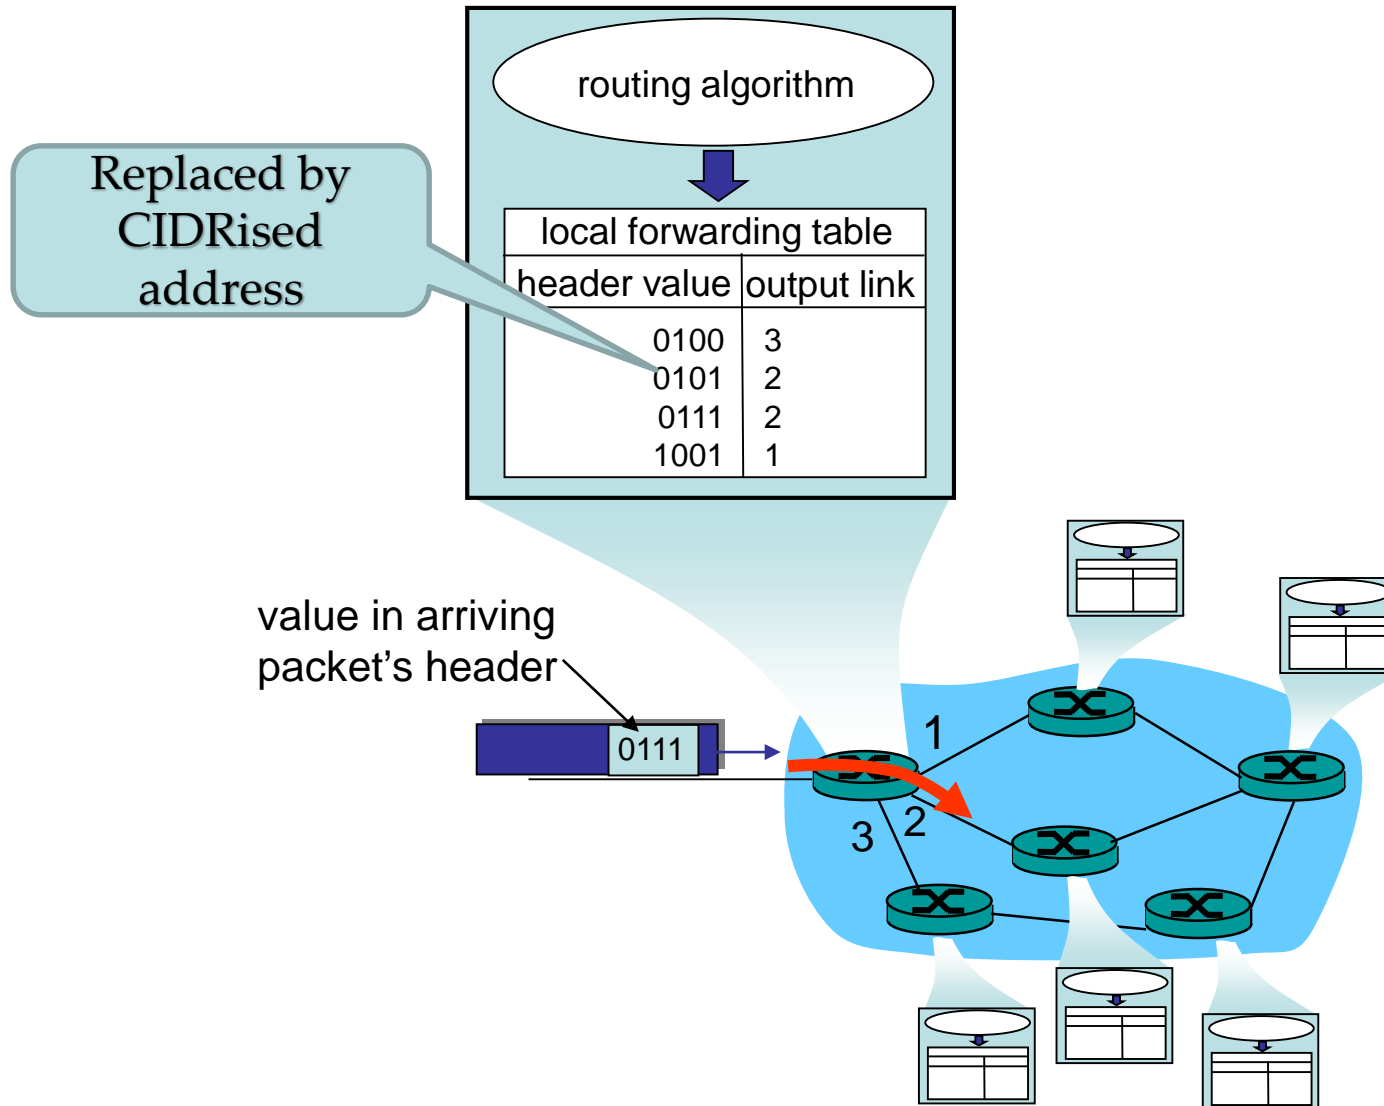 routing algorithm
Replaced by
CIDRised
address
local forwarding table
header value output link
0100 3
0101 2
0111 2
1001 1
value in arriving
packet’s header
0111
1
2
3